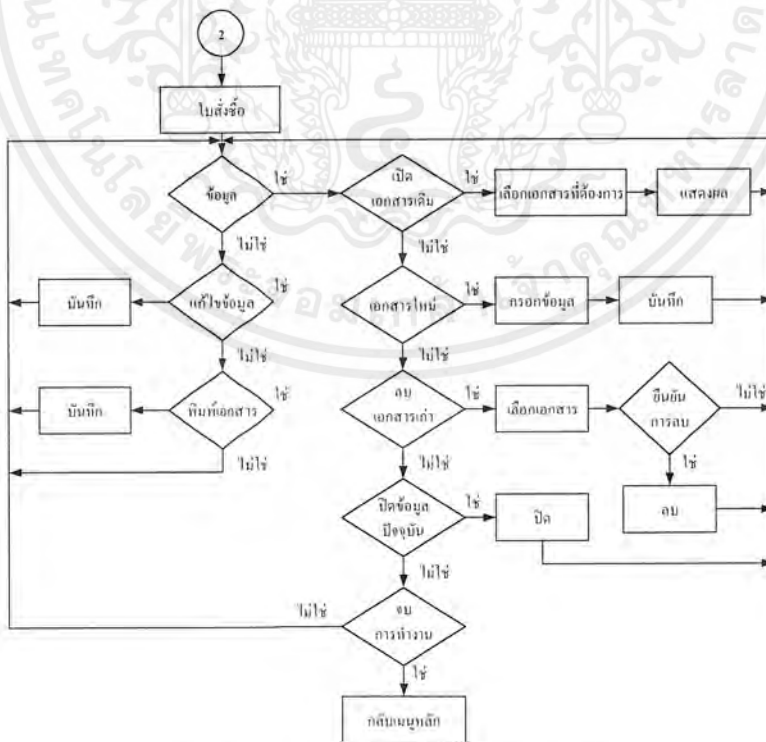 2
ใบสั่งซื้อ
ข้อมูล
ใช่
เปิด
เอกสารเดิม
ใช่
เลือกเอกสารที่ต้องการ
แสดงผล
ไม่ใช่
ไม่ใช่
บันทึก
แก้ไขข้อมูล
ใช่
เอกสารใหม่
ใช่
กรอกข้อมูล
บันทึก
ไม่ใช่
ไม่ใช่
บันทึก
พิมพ์เอกสาร
ใช่
ลบ
เอกสารเก่า
ใช่
เลือกเอกสาร
ยืนยัน
การลบ
ไม่ใช่
ไม่ใช่
ไม่ใช่
ใช่
ปิดข้อมูล
ปัจจุบัน
ใช่
ปิด
ลบ
ไม่ใช่
ไม่ใช่
จบ
การทำงาน
ใช่
กลับเมนูหลัก